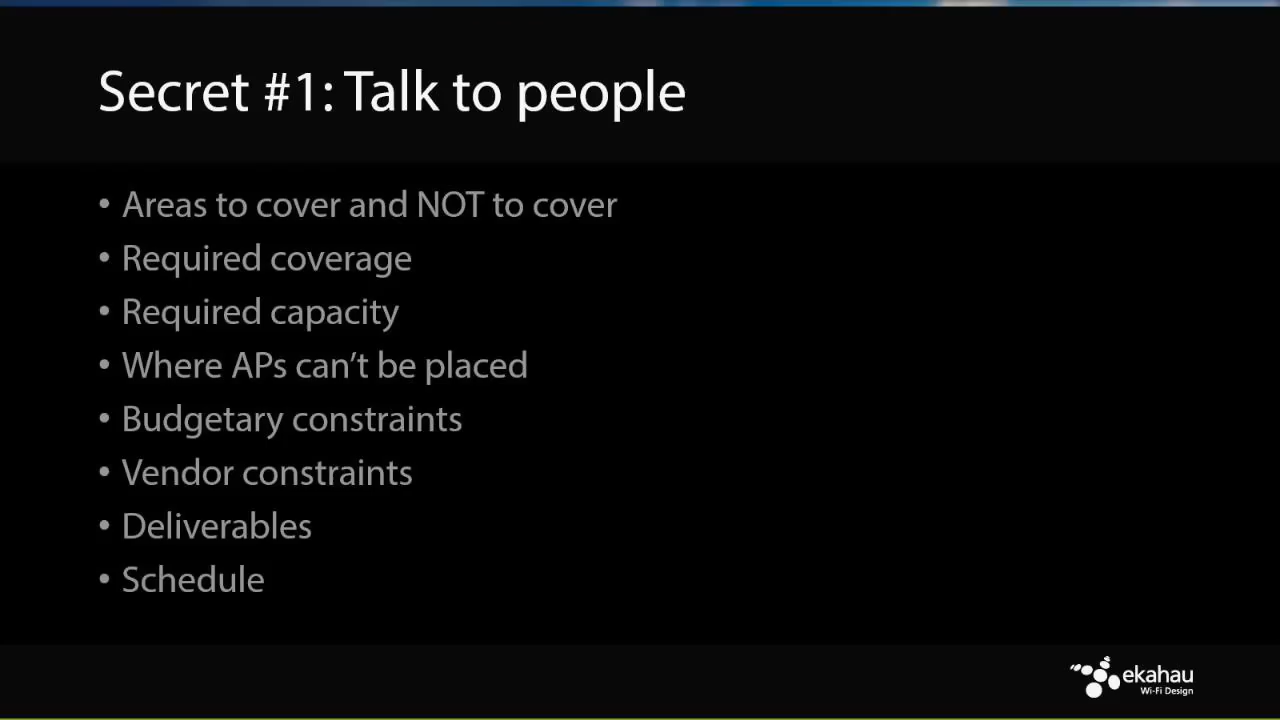 Secret #1: Talk to people
• Areas to cover and NOT to cover
• Required coverage
• Required capacity
• Where APs can’t be placed
• Budgetary constraints
• Vendor constraints
• Deliverables
• Schedule
ekahau
Wi-Fi Design